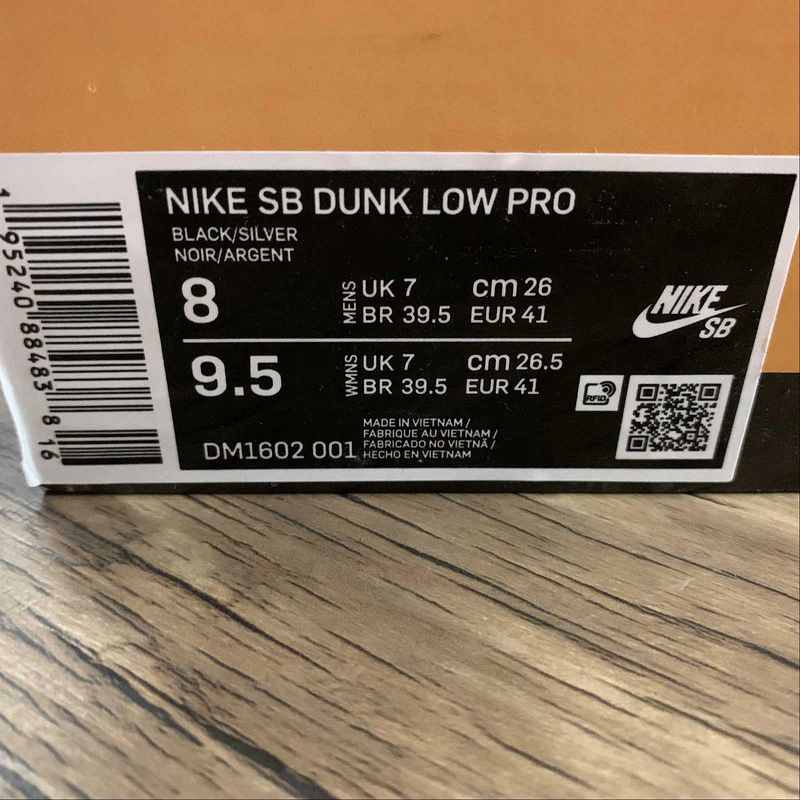 NIKE SB DUNK LOW PRO
BLACK/SILVER
NOIR/ARGENT
8 MENS UK 7 cm 26
BR 39.5 EUR 41
9.5 WMNS UK 7 cm 26.5
BR 39.5 EUR 41
DM1602 001
MADE IN VIETNAM /
FABRIQUE AU VIETNAM /
FABRICADO NO VIETNÃ /
HECHO EN VIETNAM
NIKE
SB
RFID
1 95240 88483 8 16